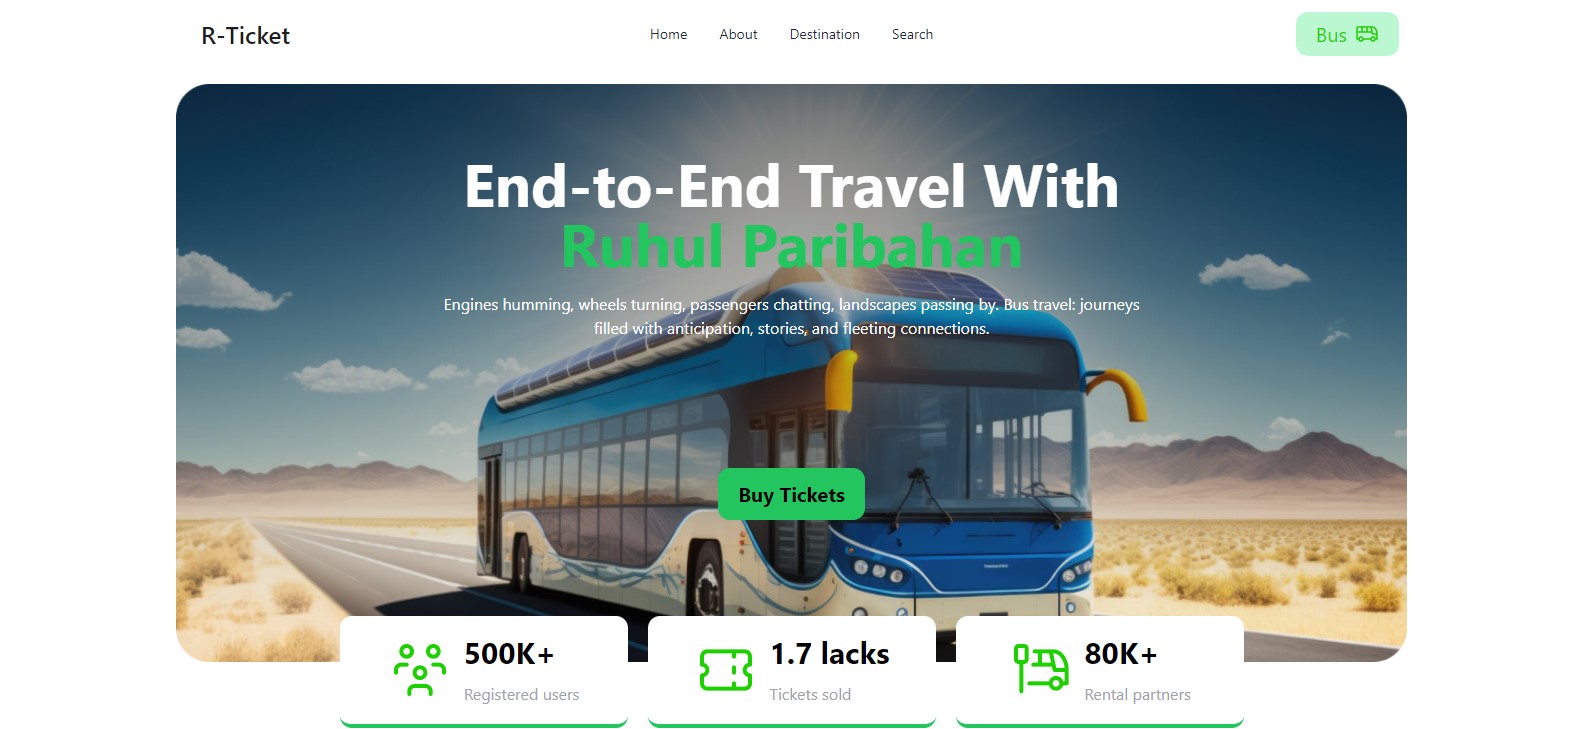 R-Ticket
Home
About
Destination
Search
Bus
End-to-End Travel With
Ruhul Paribahan
Engines humming, wheels turning, passengers chatting, landscapes passing by. Bus travel: journeys
filled with anticipation, stories, and fleeting connections.
Buy Tickets
500K+
Registered users
1.7 lacks
Tickets sold
80K+
Rental partners